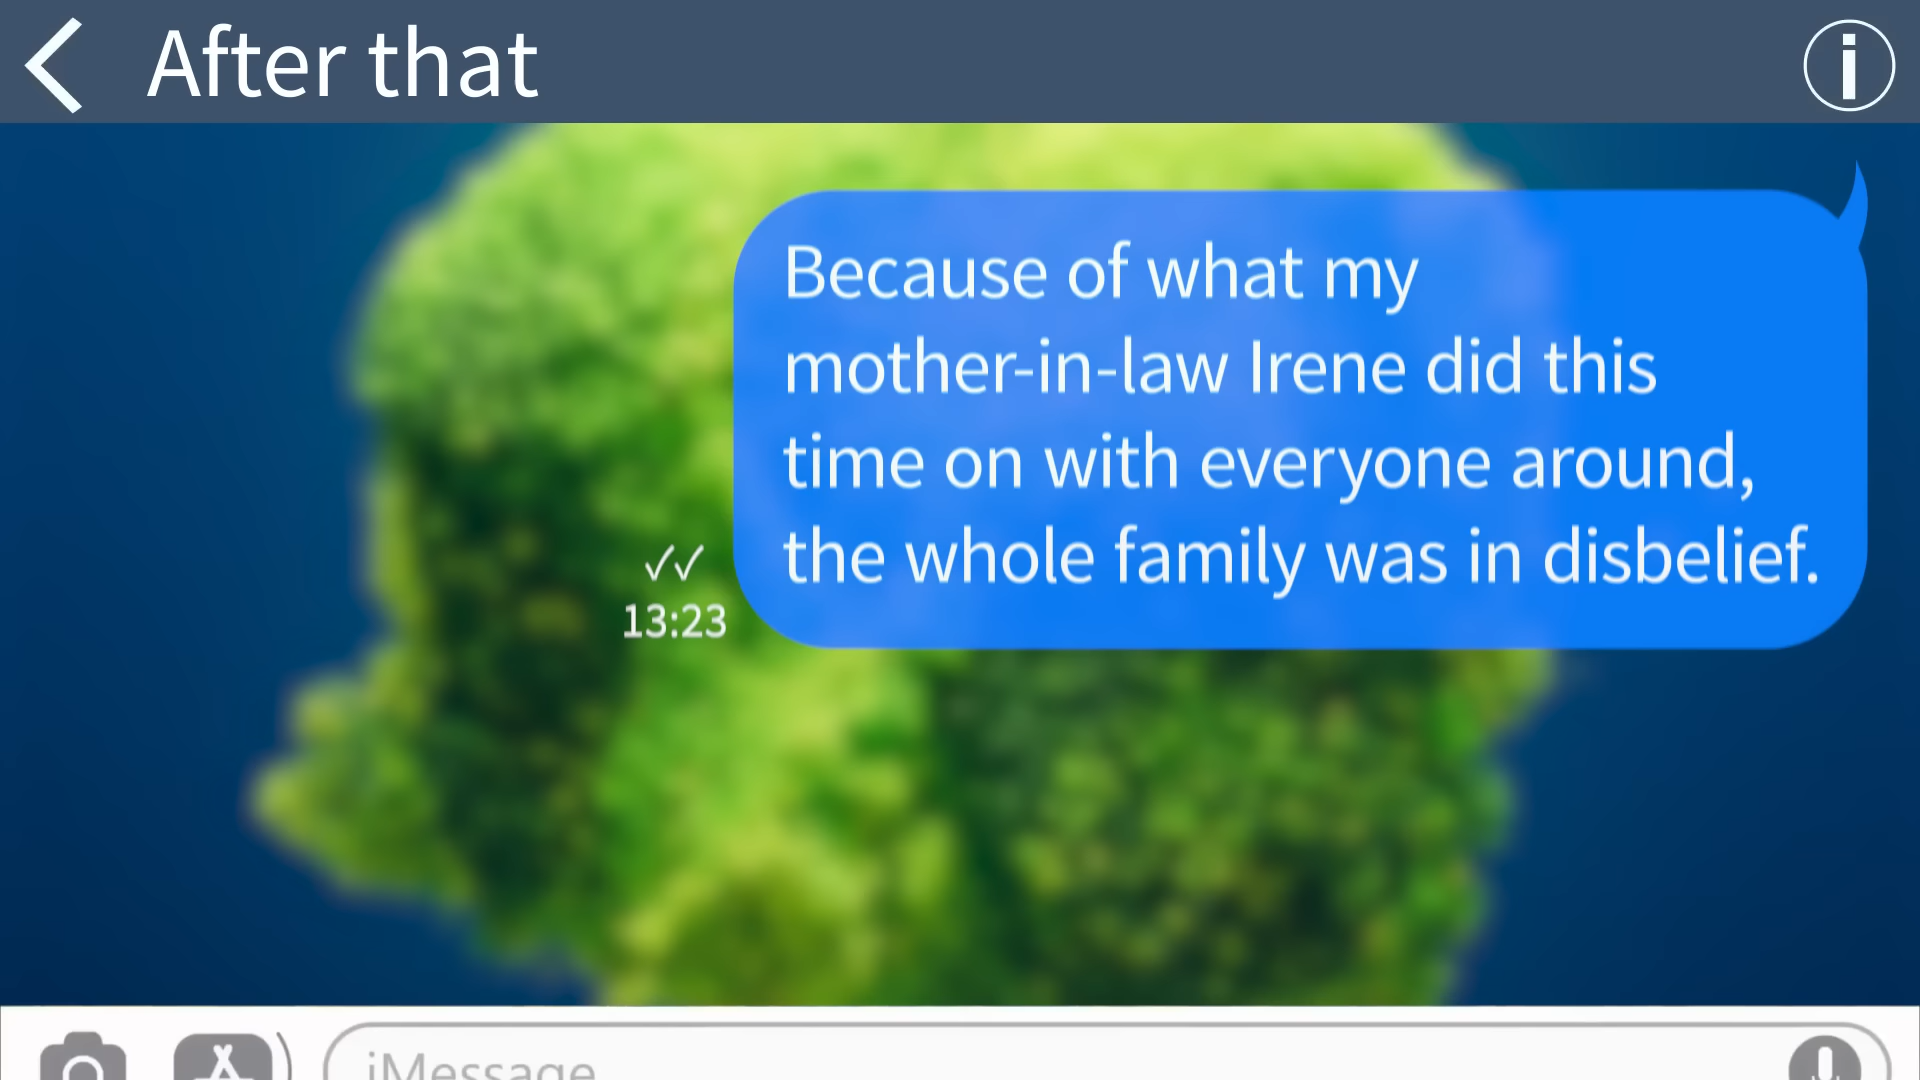 After that
Because of what my
mother-in-law Irene did this
time on with everyone around,
the whole family was in disbelief.
✓✓
13:23
iMessage